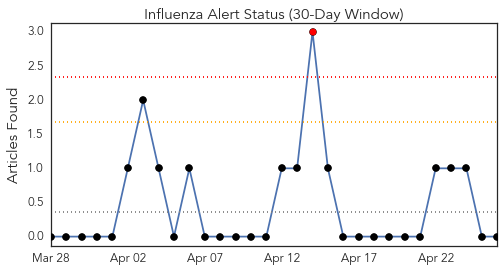 Influenza Alert Status (30-Day Window)
Articles Found
3.0
2.5
2.0
1.5
1.0
0.5
0.0
Mar 28 Apr 02 Apr 07 Apr 12 Apr 17 Apr 22